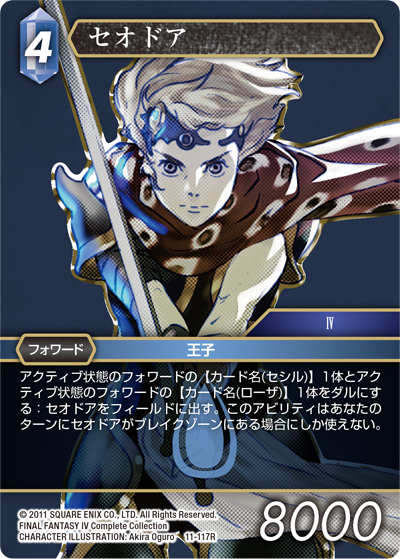 4
セオドア
IV
フォワード
王子
アクティブ状態のフォワードの【カード名(セシル)】1体とアク
ティブ状態のフォワードの【カード名(ローザ)】1体をダルにす
る：セオドアをフィールドに出す。このアビリティはあなたの
ターンにセオドアがブレイクゾーンにある場合にしか使えない。
© 2011 SQUARE ENIX CO., LTD. All Rights Reserved.
FINAL FANTASY IV Complete Collection
CHARACTER ILLUSTRATION: Akira Oguro 11-117R
8000